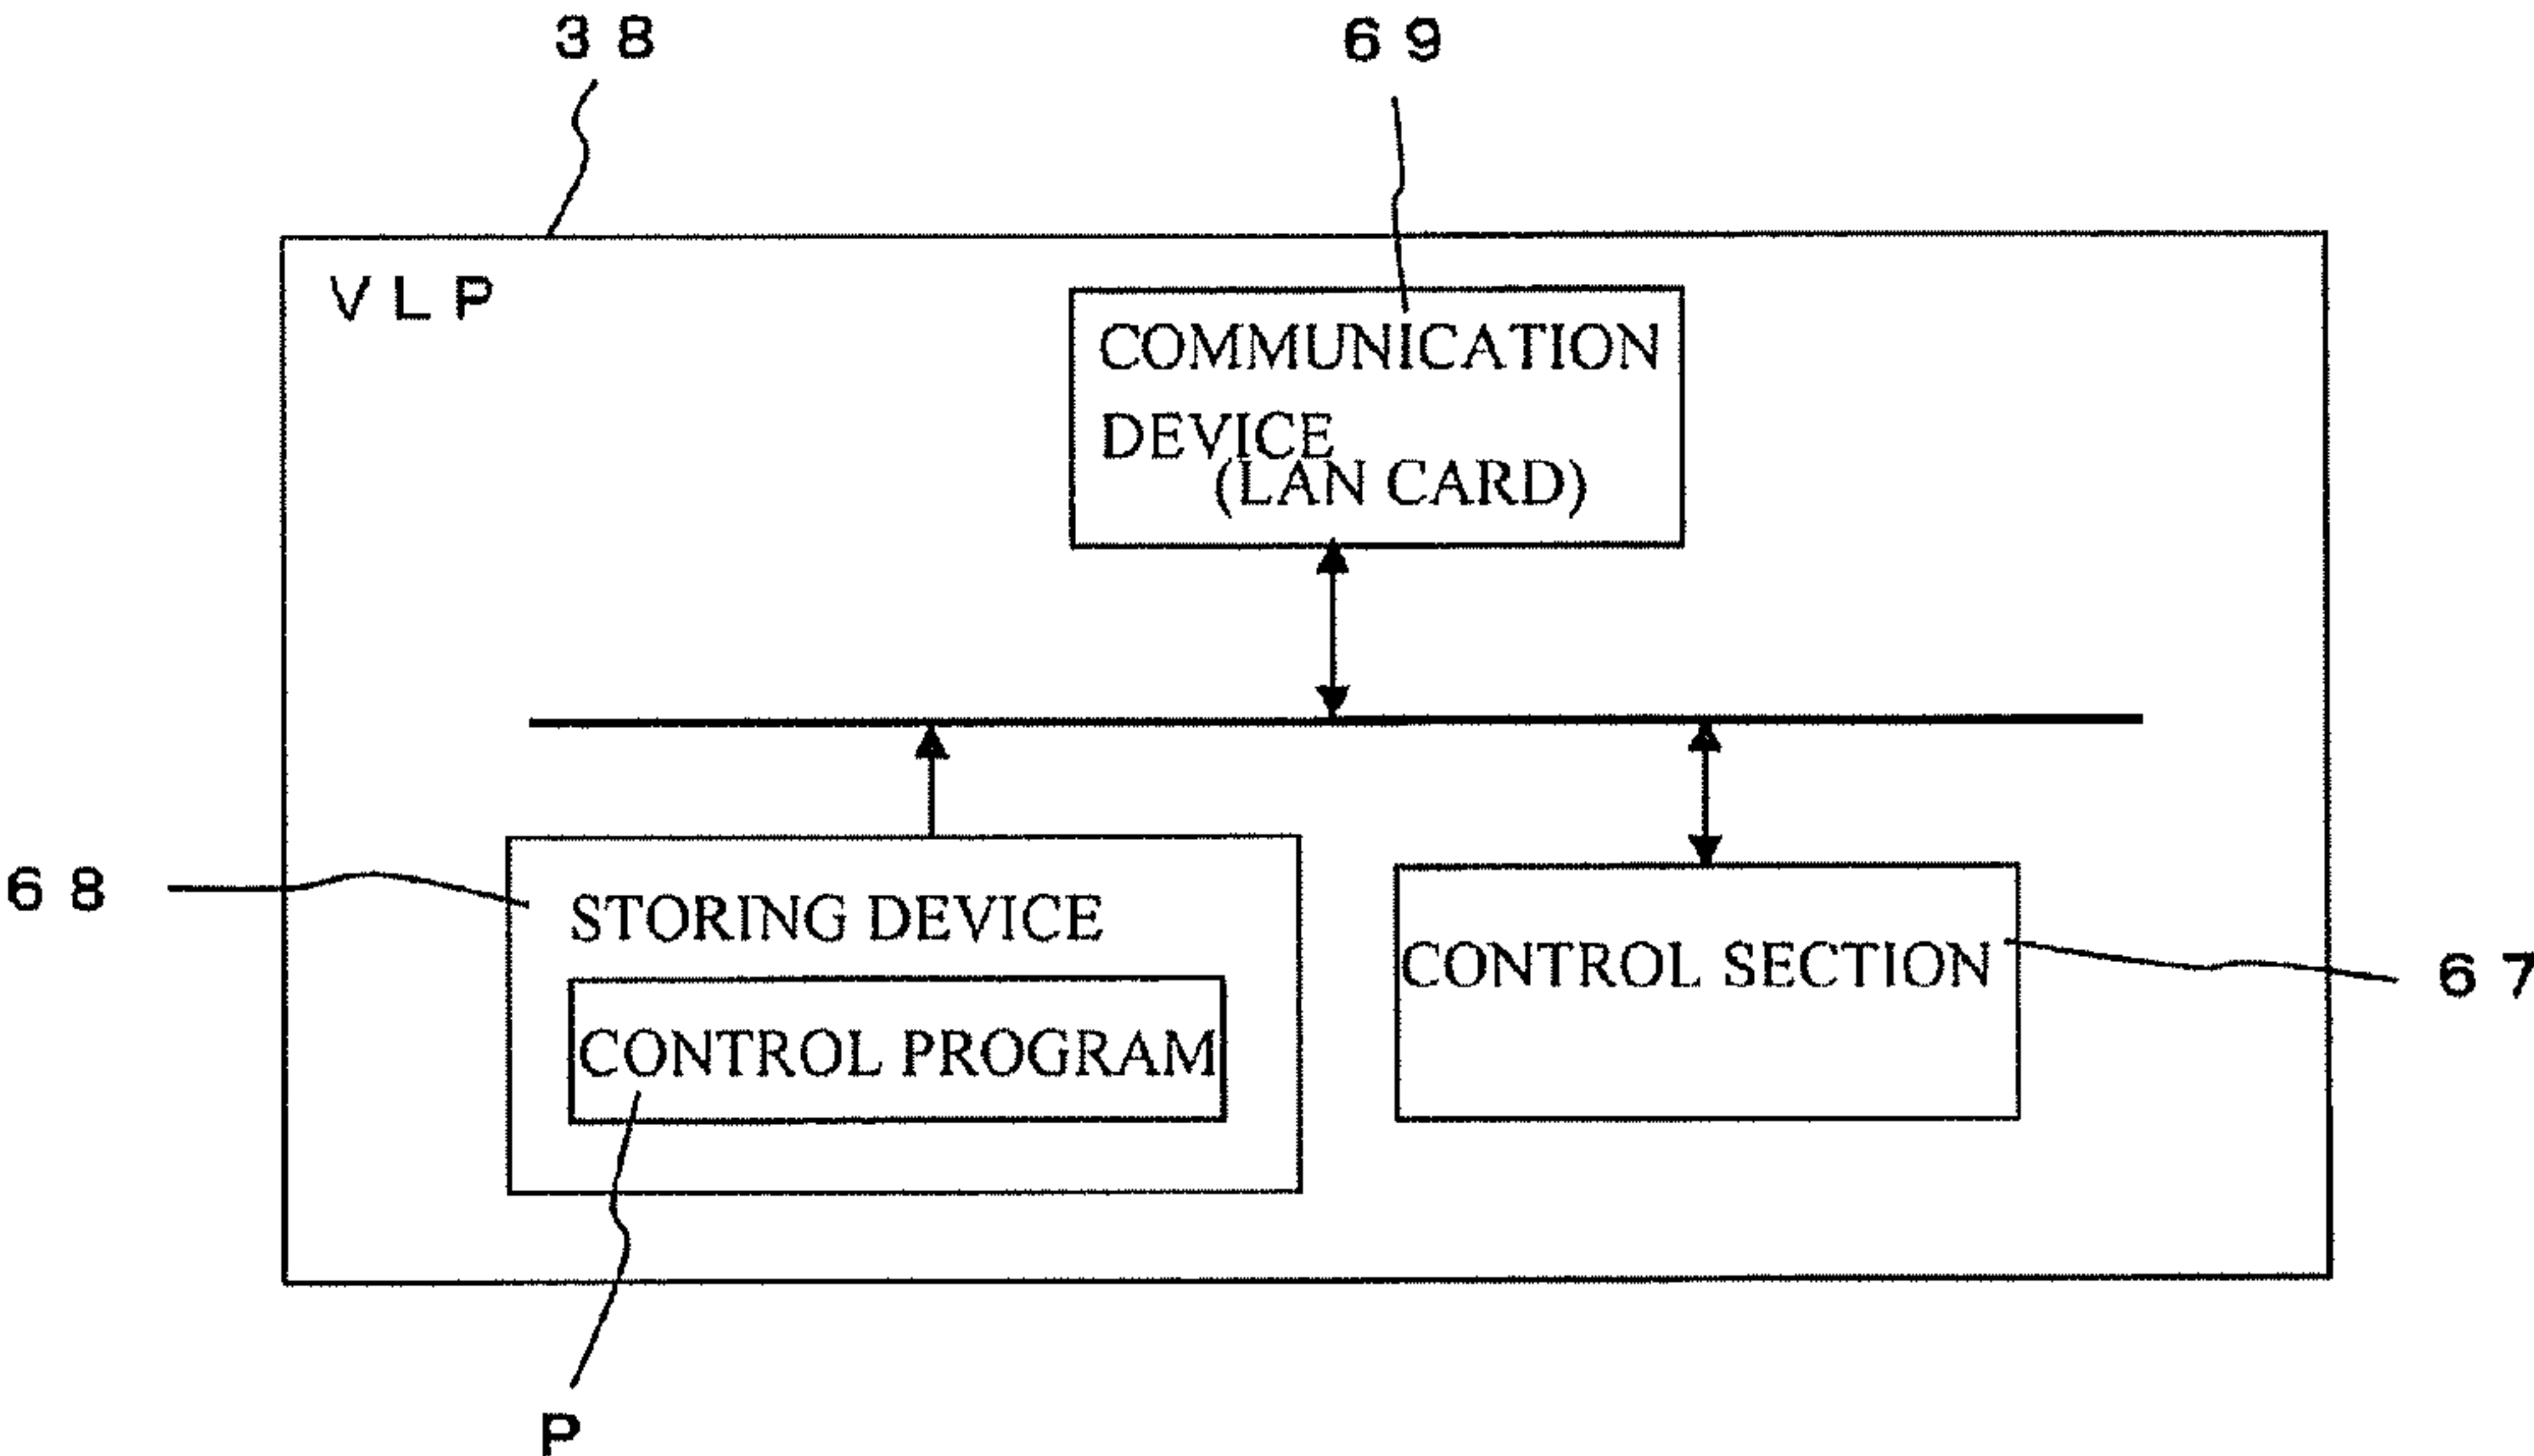 38
69
VLP
COMMUNICATION
DEVICE
(LAN CARD)
68
STORING DEVICE
CONTROL SECTION
67
CONTROL PROGRAM
P